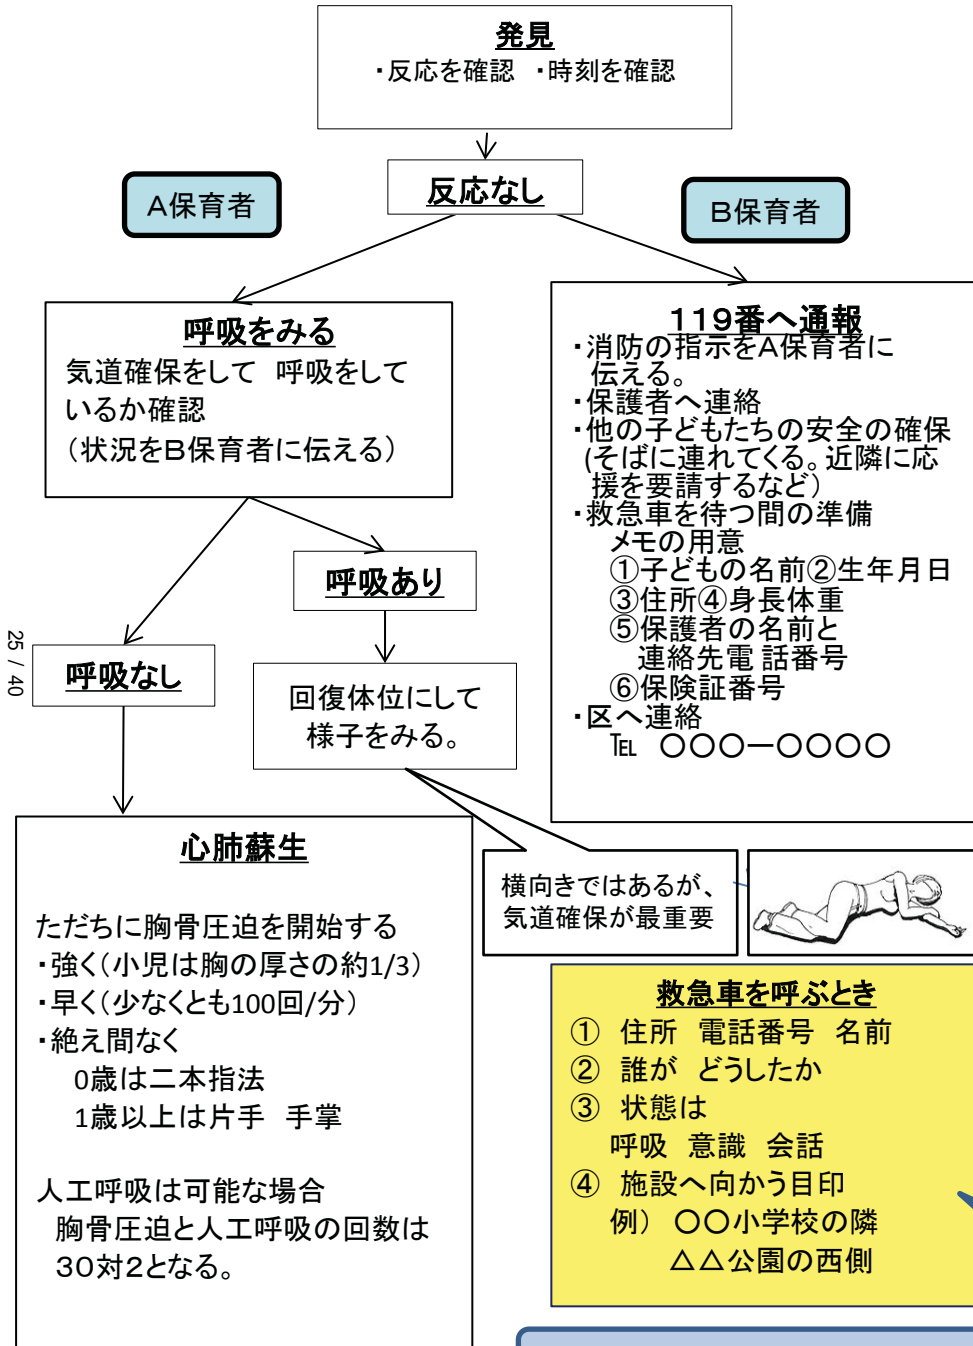 発見
・反応を確認 ・時刻を確認
反応なし
A保育者
B保育者
呼吸をみる
気道確保をして 呼吸をして
いるか確認
（状況をB保育者に伝える）
呼吸あり
呼吸なし
回復体位にして
様子をみる。
119番へ通報
・消防の指示をA保育者に
伝える。
・保護者へ連絡
・他の子どもたちの安全の確保
(そばに連れてくる。近隣に応
援を要請するなど）
・救急車を待つ間の準備
メモの用意
①子どもの名前②生年月日
③住所④身長体重
⑤保護者の名前と
連絡先電 話番号
⑥保険証番号
・区へ連絡
℡ 〇〇〇ー〇〇〇〇
25 / 40
心肺蘇生
ただちに胸骨圧迫を開始する
・強く（小児は胸の厚さの約1/3）
・早く（少なくとも100回/分）
・絶え間なく
0歳は二本指法
1歳以上は片手 手掌
人工呼吸は可能な場合
胸骨圧迫と人工呼吸の回数は
30対2となる。
横向きではあるが、
気道確保が最重要
救急車を呼ぶとき
① 住所 電話番号 名前
② 誰が どうしたか
③ 状態は
呼吸 意識 会話
④ 施設へ向かう目印
例） 〇〇小学校の隣
△△公園の西側